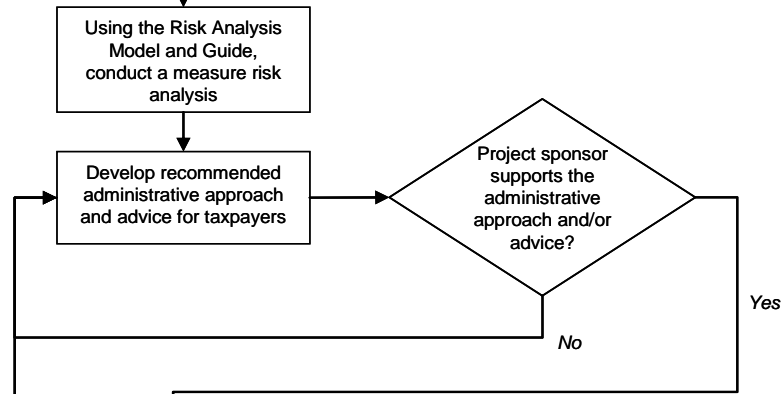 Using the Risk Analysis
Model and Guide,
conduct a measure risk
analysis
Develop recommended
administrative approach
and advice for taxpayers
Project sponsor
supports the
administrative
approach and/or
advice?
Yes
No